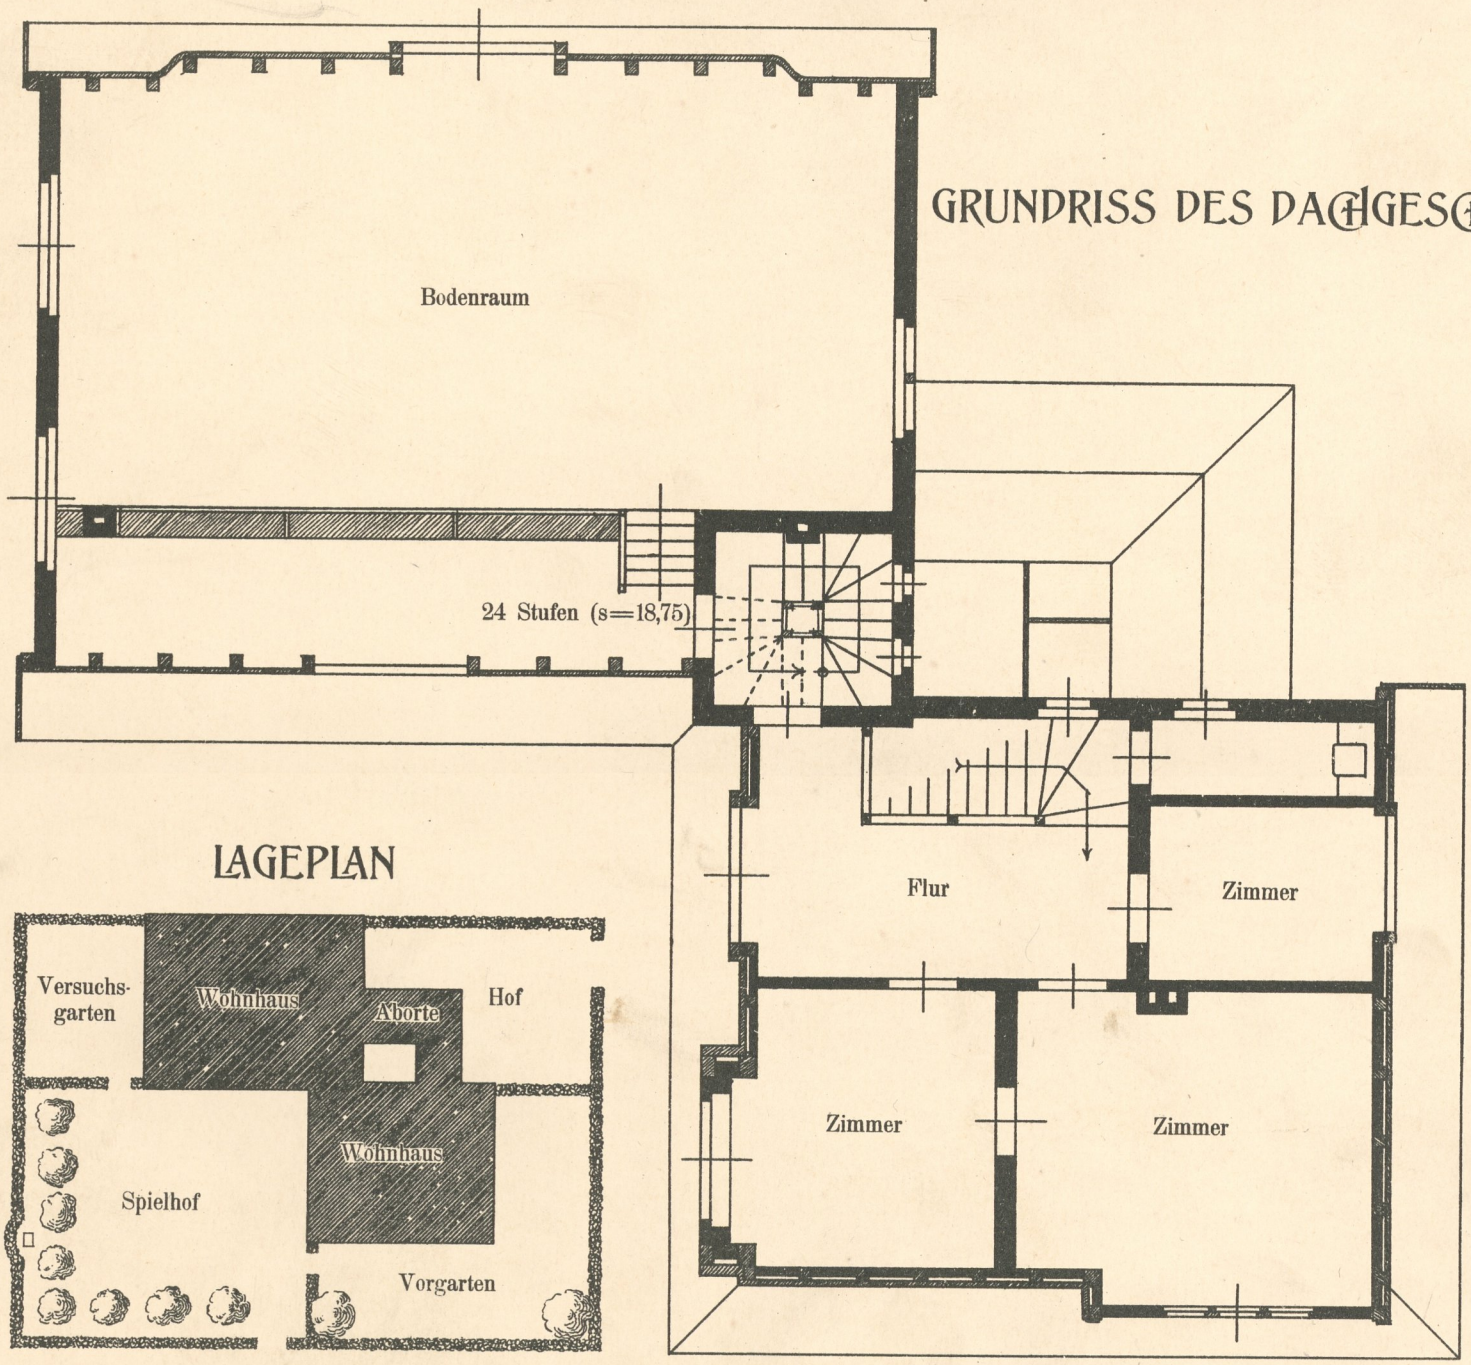 GRUNDRISS DES DACHGESCH
Bodenraum
24 Stufen (s=18,75)
LAGEPLAN
Flur
Zimmer
Versuchs-
garten
Wohnhaus
Aborte
Hof
Zimmer
Zimmer
Wohnhaus
Spielhof
Vorgarten